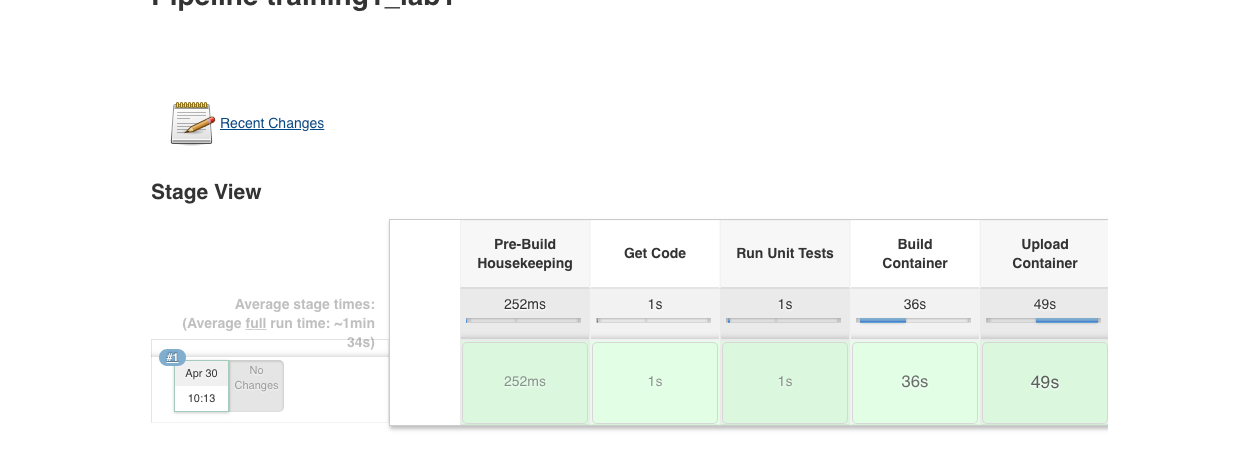 Pipeline training1_lab1
Recent Changes
Stage View
Pre-Build
Housekeeping
Get Code
Run Unit Tests
Build
Container
Upload
Container
Average stage times:
(Average full run time: ~1min
34s)
252ms
1s
1s
36s
49s
#1
Apr 30
10:13
No
Changes
252ms
1s
1s
36s
49s